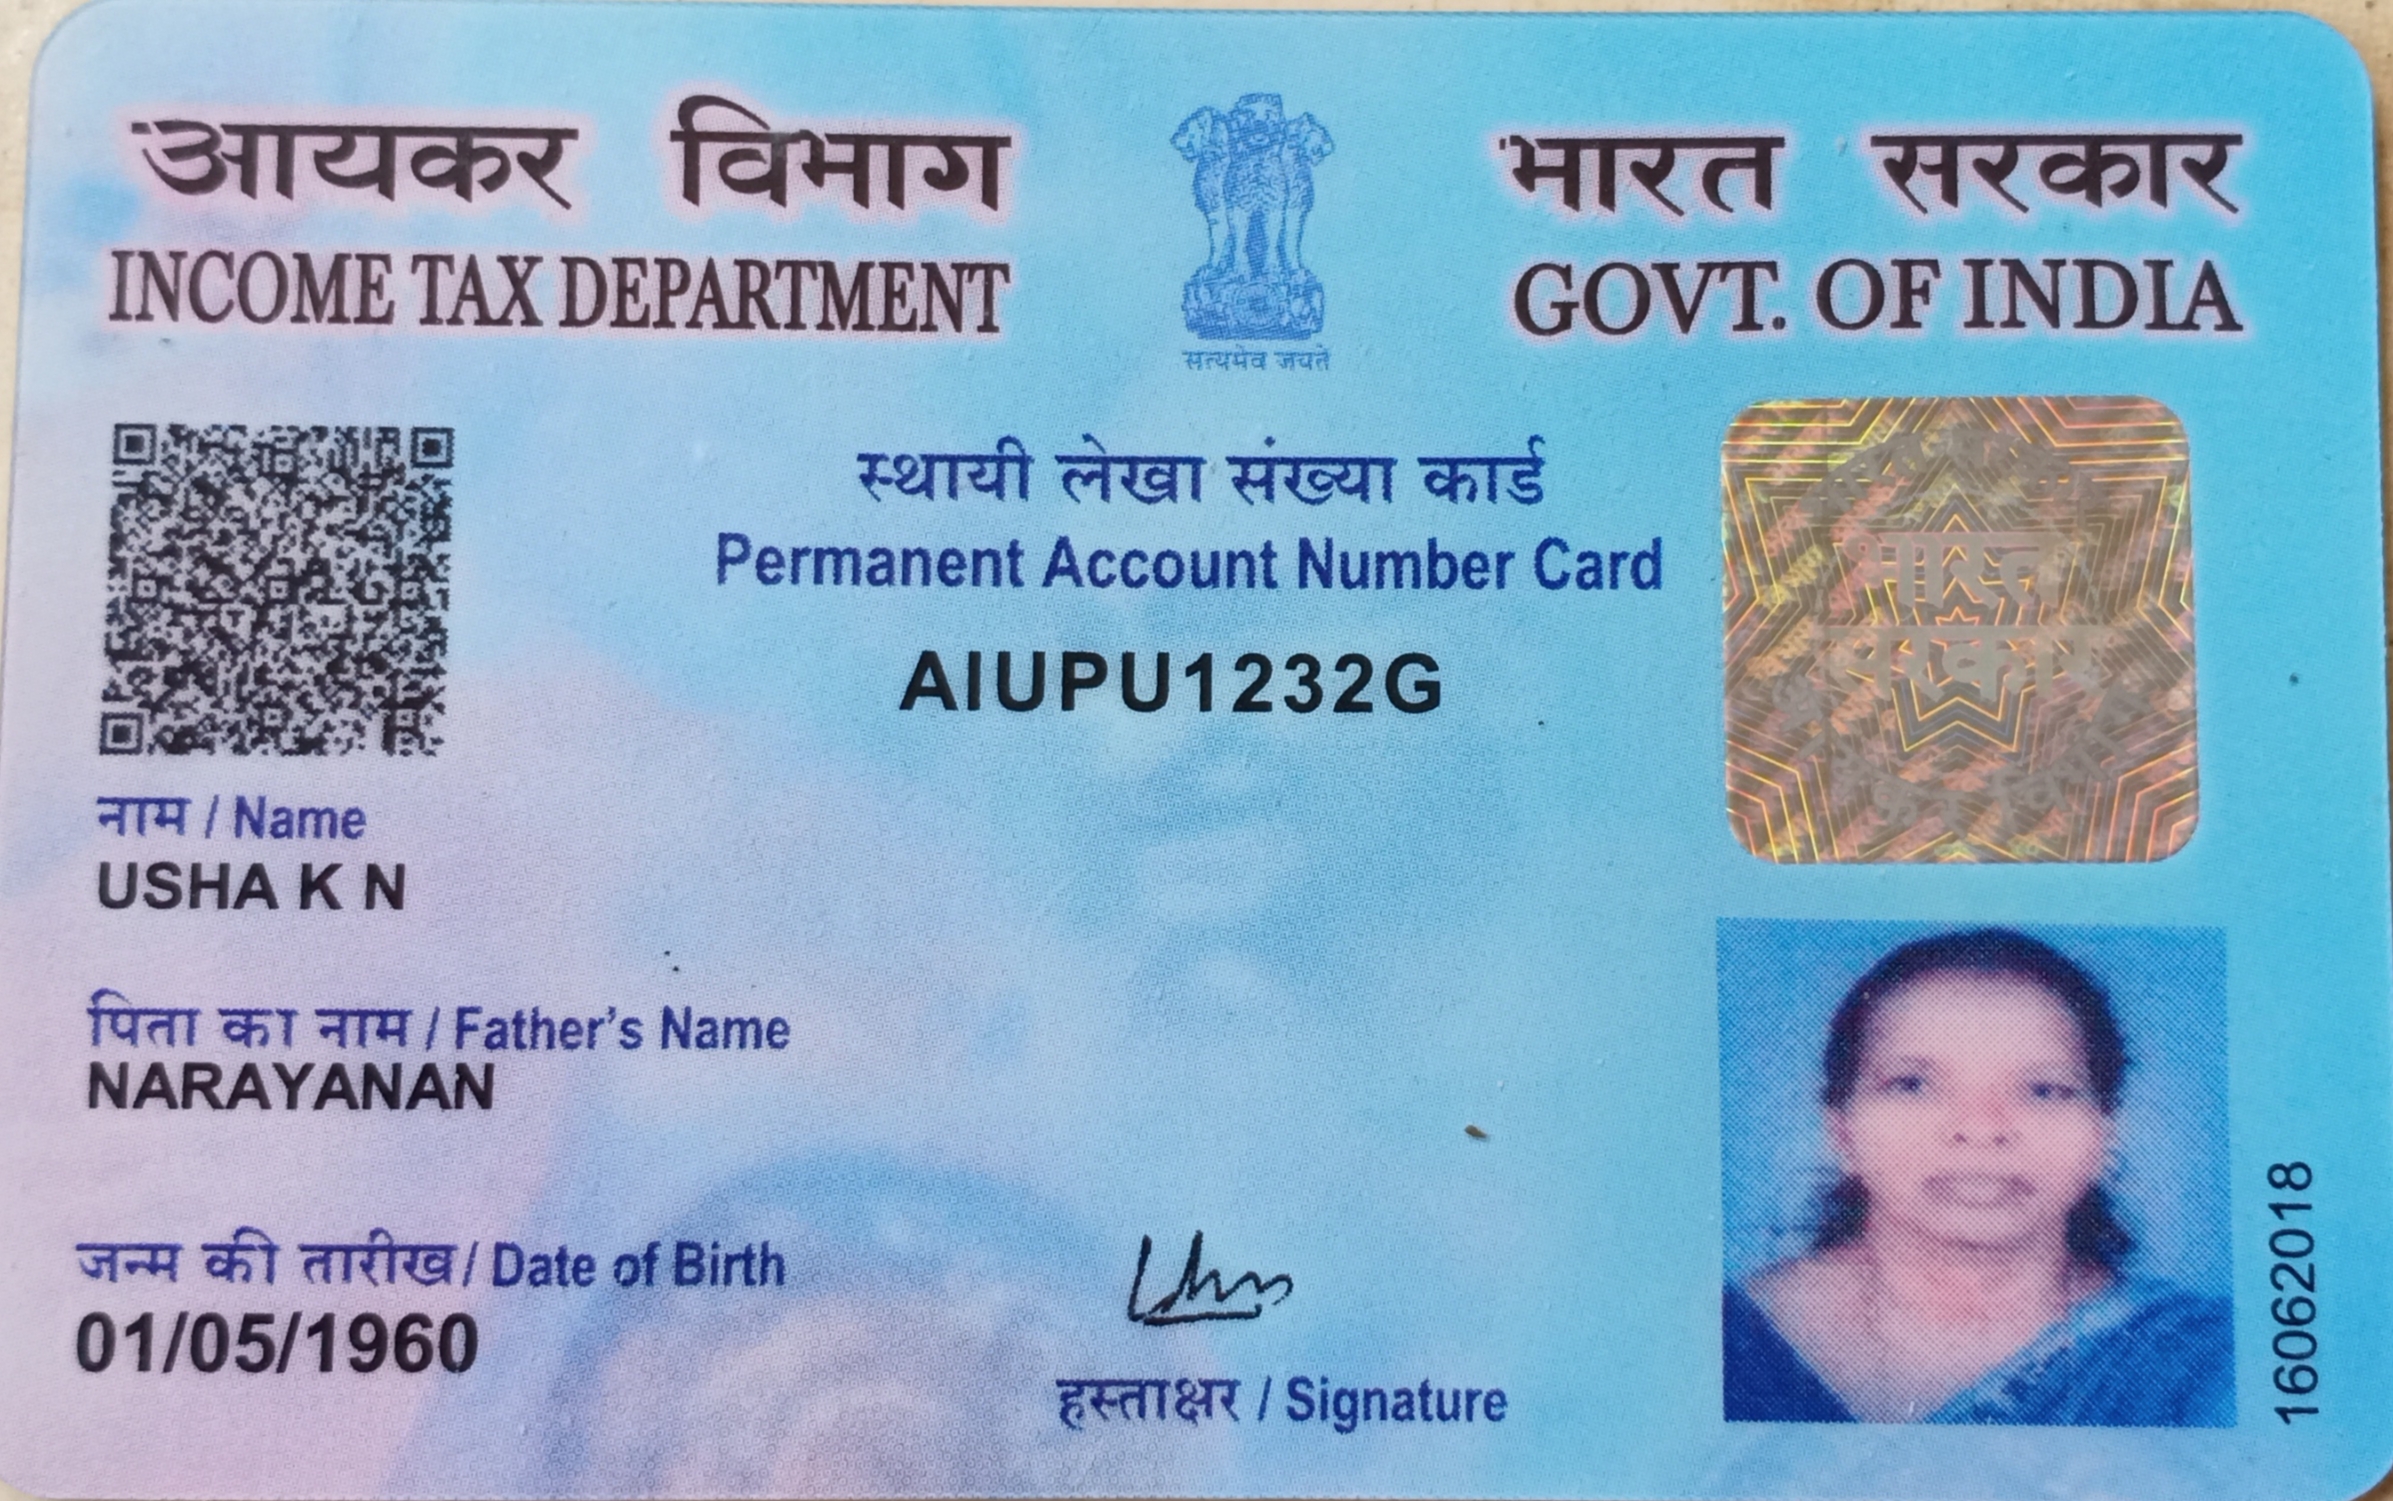 आयकर विभाग
INCOME TAX DEPARTMENT
सत्यमेव जयते
भारत सरकार
GOVT. OF INDIA
स्थायी लेखा संख्या कार्ड
Permanent Account Number Card
AIUPU1232G
भारत
सरकार
नाम / Name
USHA K N
पिता का नाम / Father's Name
NARAYANAN
जन्म की तारीख / Date of Birth
01/05/1960
हस्ताक्षर / Signature
16062018